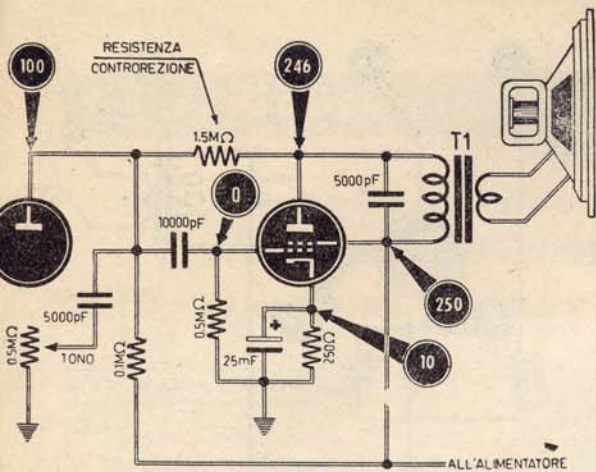 RESISTENZA
CONTROREZIONE
100
246
1.5MΩ
T1
5000pF
10000pF
0
5000pF
0.5MΩ
TONO
0.1MΩ
0.5MΩ
25mF
+
250Ω
250
10
ALL'ALIMENTATORE